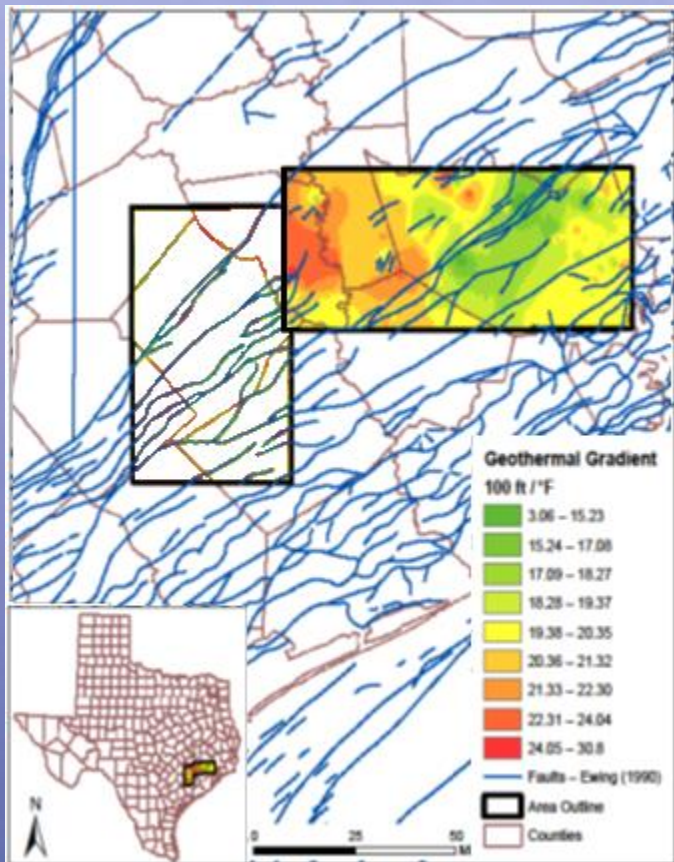 Geothermal Gradient
100 ft / °F
3.06 – 15.23
15.24 – 17.08
17.09 – 18.27
18.28 – 19.37
19.38 – 20.35
20.36 – 21.32
21.33 – 22.30
22.31 – 24.04
24.05 – 30.8
Faults – Ewing (1990)
Area Outline
Counties
N
0 25 50
M